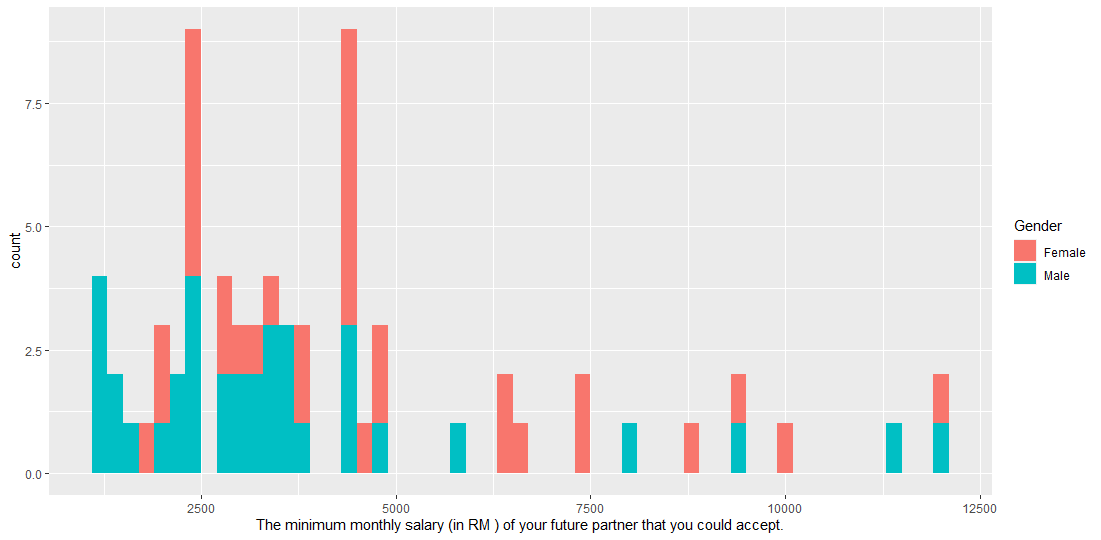 7.5
5.0
2.5
0.0
count
2500 5000 7500 10000 12500
The minimum monthly salary (in RM ) of your future partner that you could accept.
Gender
Female
Male